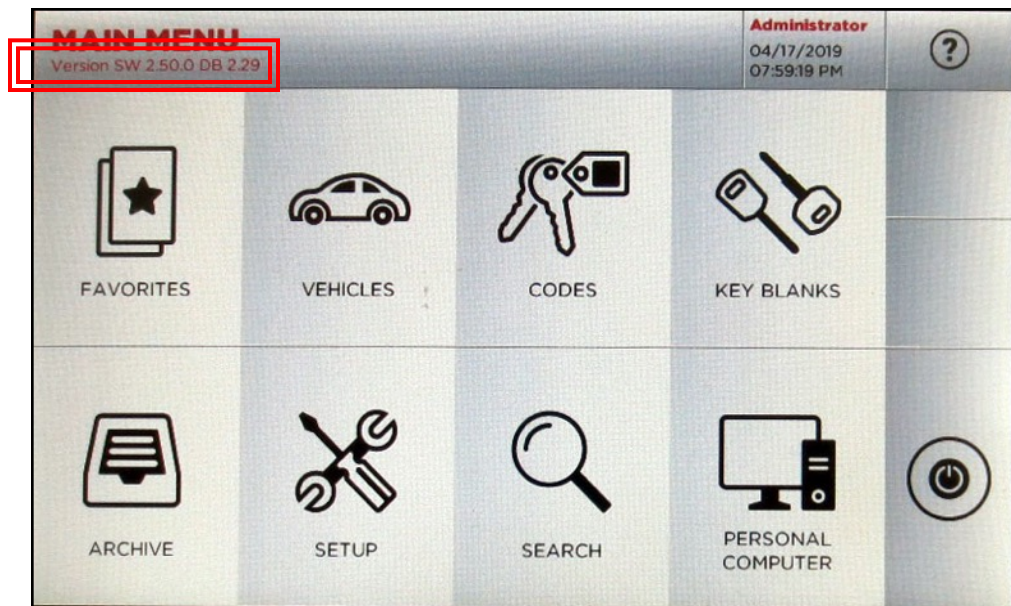 MAIN MENU
Version SW 2.50.0 DB 2.29
Administrator
04/17/2019
07:59:19 PM
?
FAVORITES
VEHICLES
CODES
KEY BLANKS
ARCHIVE
SETUP
SEARCH
PERSONAL
COMPUTER